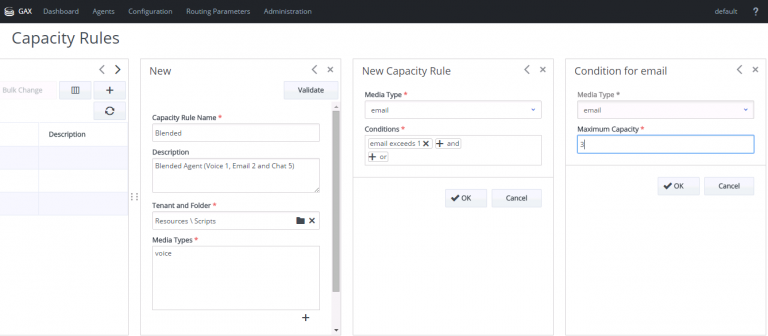 GAX Dashboard Agents Configuration Routing Parameters Administration default ?
Capacity Rules
Bulk Change
Description
New
Validate
Capacity Rule Name *
Blended
Description
Blended Agent (Voice 1, Email 2 and Chat 5)
Tenant and Folder *
Resources \ Scripts
Media Types *
voice
New Capacity Rule
Media Type *
email
Conditions *
email exceeds 1 and
or
OK Cancel
Condition for email
Media Type *
email
Maximum Capacity *
3
OK Cancel